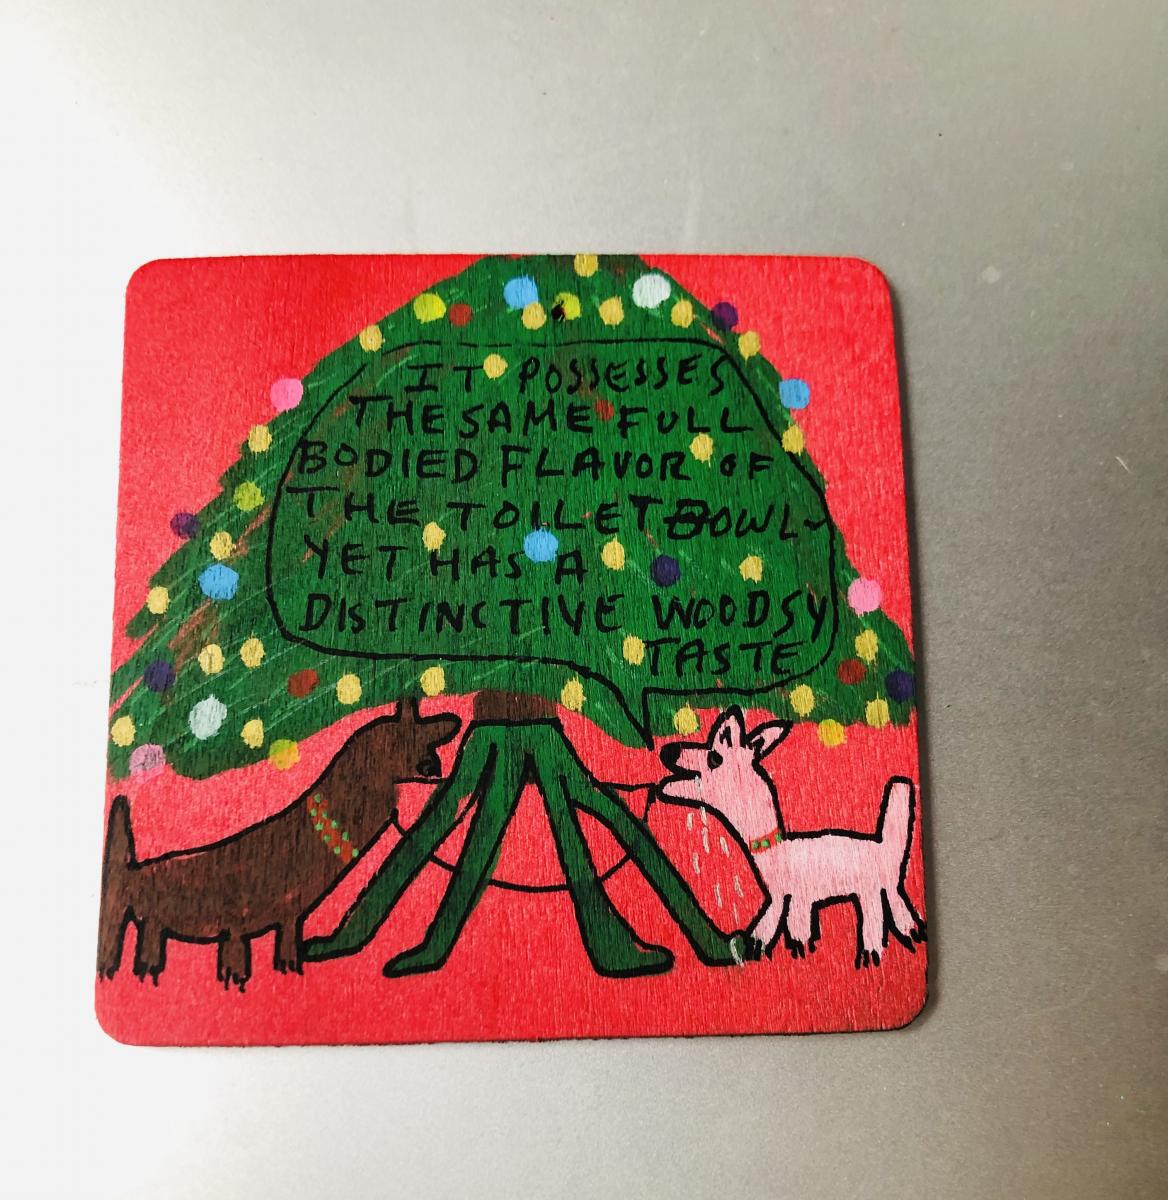 IT POSSESSES
THE SAME FULL
BODIED FLAVOR OF
THE TOILET BOWL-
YET HAS A
DISTINCTIVE WOODSY
TASTE